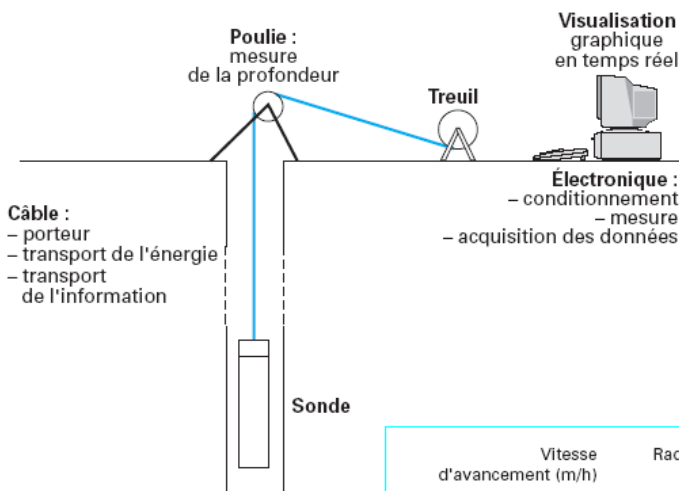 Poulie :
mesure
de la profondeur
Treuil
Visualisation
graphique
en temps réel
Électronique :
– conditionnement
– mesure
– acquisition des données
Câble :
– porteur
– transport de l'énergie
– transport
de l'information
Sonde
Vitesse
d'avancement (m/h)